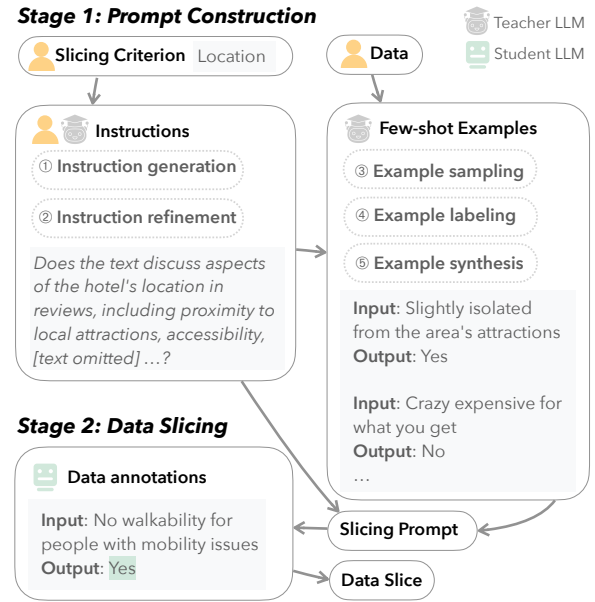 Stage 1: Prompt Construction
Teacher LLM
Student LLM
Slicing Criterion Location
Data
Instructions
① Instruction generation
② Instruction refinement
Does the text discuss aspects
of the hotel's location in
reviews, including proximity to
local attractions, accessibility,
[text omitted] ...?
Few-shot Examples
③ Example sampling
④ Example labeling
⑤ Example synthesis
Input: Slightly isolated
from the area's attractions
Output: Yes
Input: Crazy expensive for
what you get
Output: No
...
Stage 2: Data Slicing
Data annotations
Input: No walkability for
people with mobility issues
Output: Yes
Slicing Prompt
Data Slice